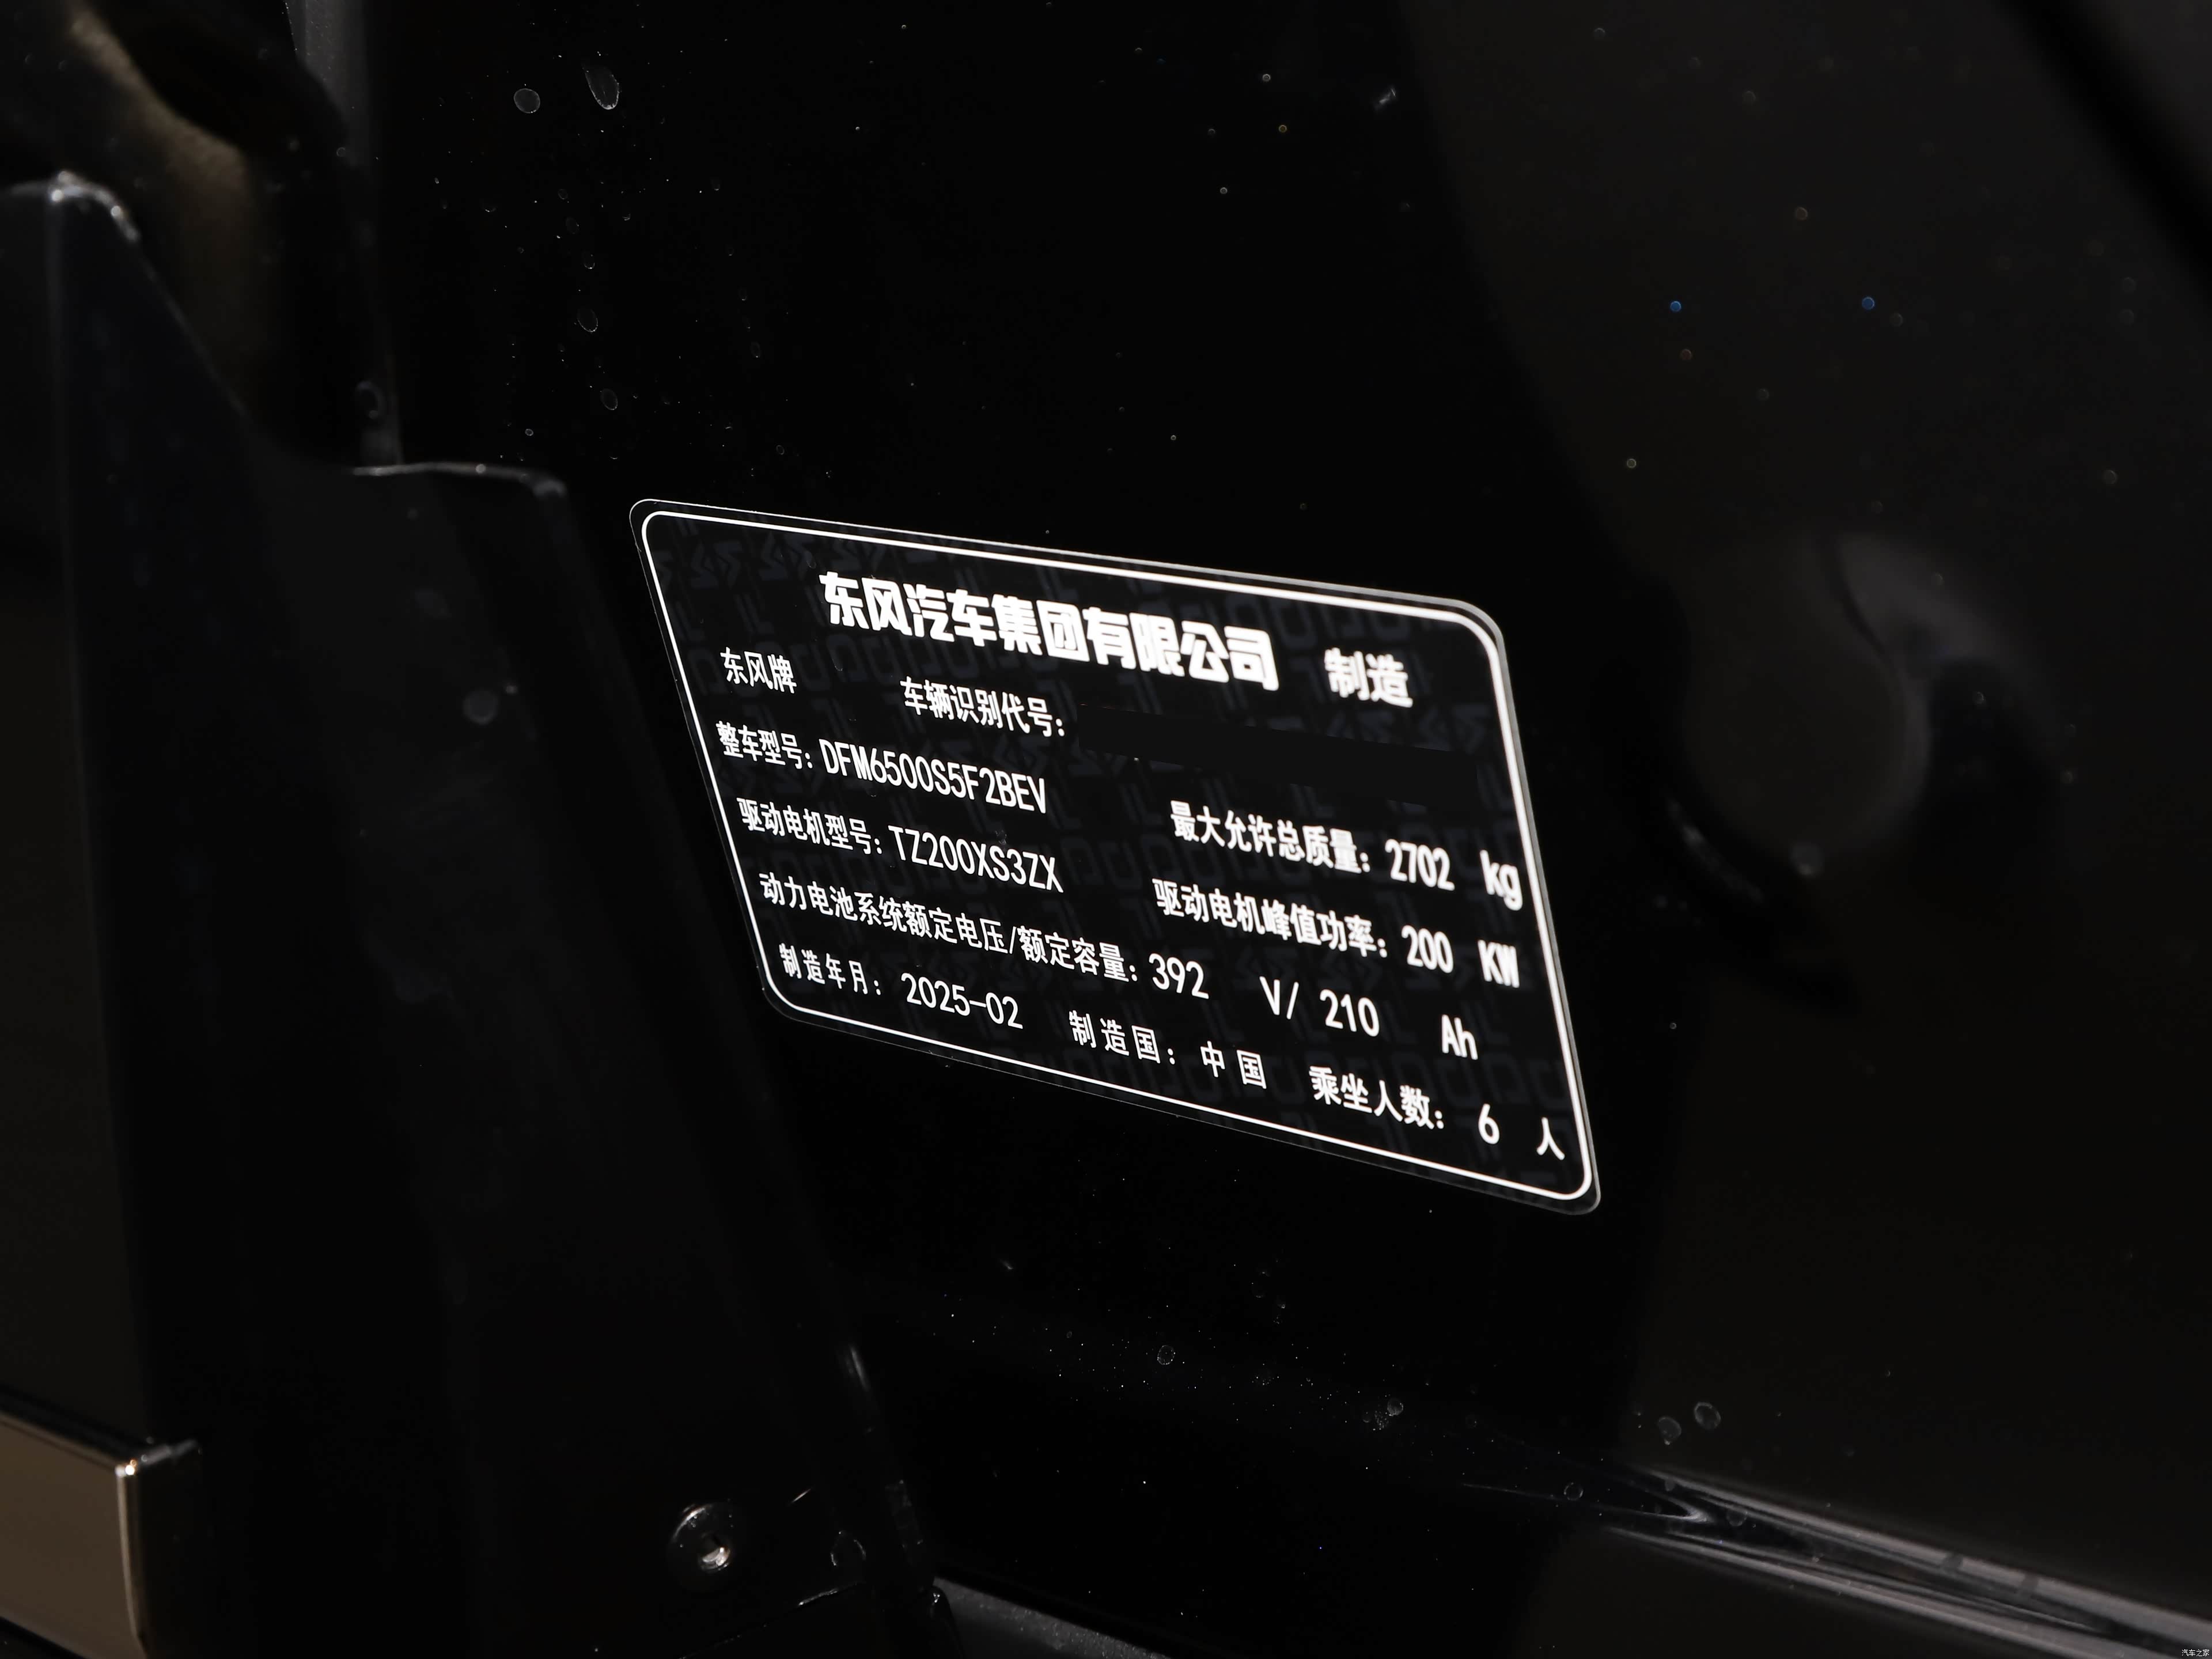 东风汽车集团有限公司 制造
东风牌 车辆识别代号:
整车型号: DFM6500S5F2BEV 最大允许总质量: 2702 kg
驱动电机型号: TZ200XS3ZX 驱动电机峰值功率: 200 KW
动力电池系统额定电压/额定容量: 392 V/ 210 Ah
制造年月: 2025-02 制造国: 中国 乘坐人数: 6 人
汽车之家